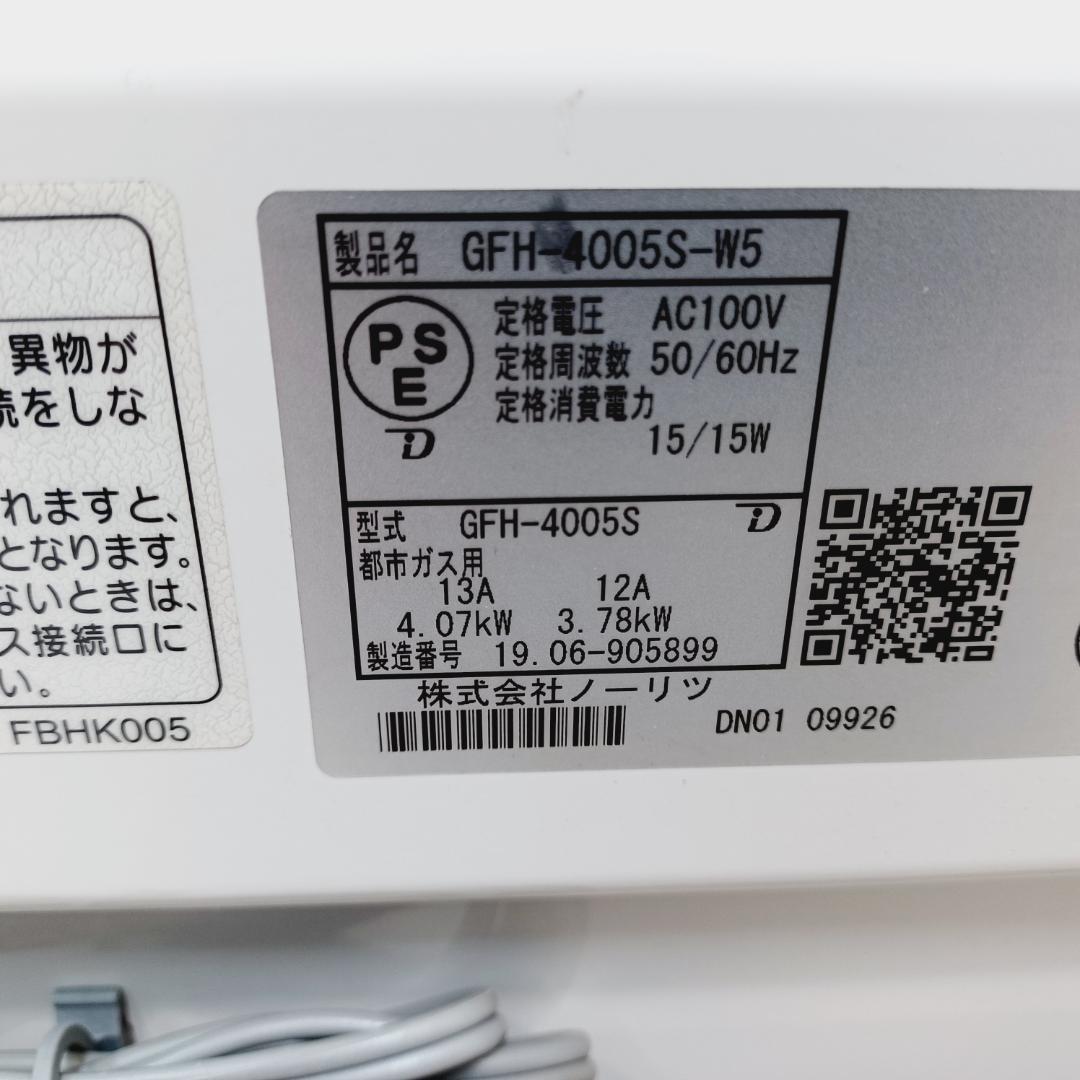 異物が
続をしな
れますと、
となります。
ないときは、
ス接続口に
い。
FBHK005
製品名 GFH-4005S-W5
PS
E
定格電圧 AC100V
定格周波数 50/60Hz
定格消費電力
15/15W
型式 GFH-4005S
都市ガス用
13A 12A
4.07kW 3.78kW
製造番号 19.06-905899
株式会社ノーリツ
DN01 09926